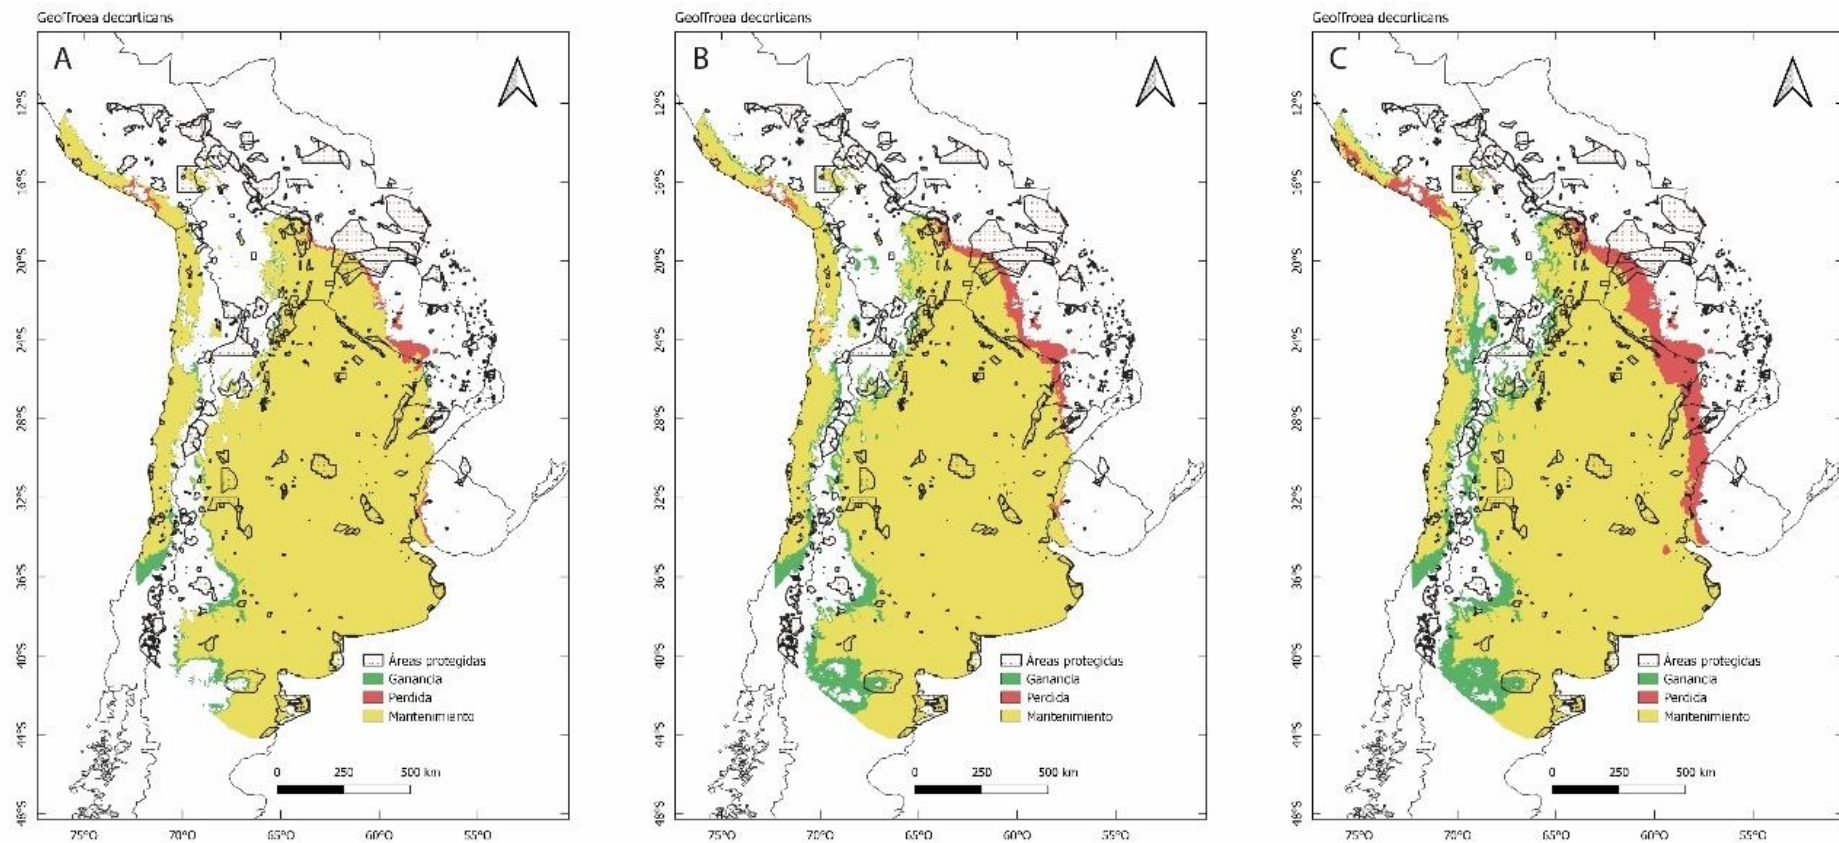 Geoffroea decorticans
A
12°S
16°S
20°S
24°S
28°S
32°S
36°S
40°S
44°S
48°S
75°O
70°O
65°O
60°O
55°O
Áreas protegidas
Ganancia
Perdida
Mantenimiento
0 250 500 km
Geoffroea decorticans
B
12°S
16°S
20°S
24°S
28°S
32°S
36°S
40°S
44°S
48°S
75°O
70°O
65°O
60°O
55°O
Áreas protegidas
Ganancia
Perdida
Mantenimiento
0 250 500 km
Geoffroea decorticans
C
12°S
16°S
20°S
24°S
28°S
32°S
36°S
40°S
44°S
48°S
75°O
70°O
65°O
60°O
55°O
Áreas protegidas
Ganancia
Perdida
Mantenimiento
0 250 500 km